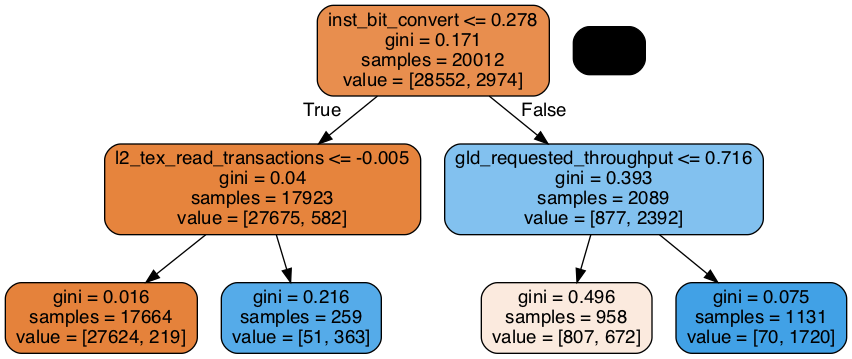 inst_bit_convert <= 0.278
gini = 0.171
samples = 20012
value = [28552, 2974]
True
False
l2_tex_read_transactions <= -0.005
gini = 0.04
samples = 17923
value = [27675, 582]
gld_requested_throughput <= 0.716
gini = 0.393
samples = 2089
value = [877, 2392]
gini = 0.016
samples = 17664
value = [27624, 219]
gini = 0.216
samples = 259
value = [51, 363]
gini = 0.496
samples = 958
value = [807, 672]
gini = 0.075
samples = 1131
value = [70, 1720]